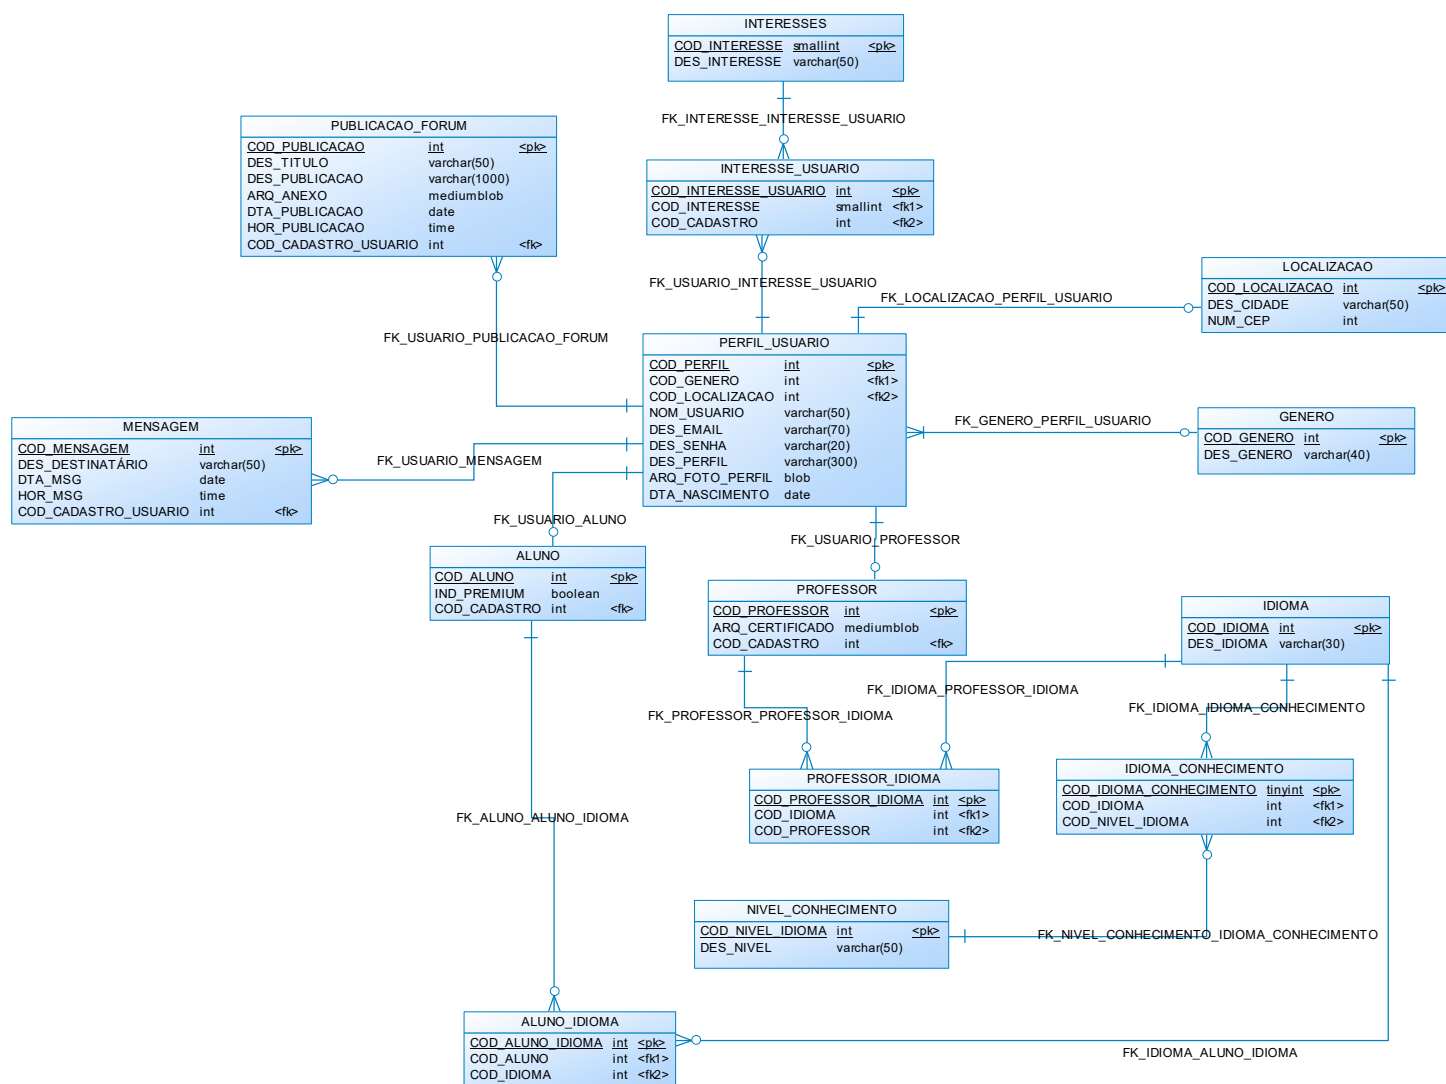 INTERESSES
COD_INTERESSE smallint <pk>
DES_INTERESSE varchar(50)
FK_INTERESSE_INTERESSE_USUARIO
PUBLICACAO_FORUM
COD_PUBLICACAO int <pk>
DES_TITULO varchar(50)
DES_PUBLICACAO varchar(1000)
ARQ_ANEXO mediumblob
DTA_PUBLICACAO date
HOR_PUBLICACAO time
COD_CADASTRO_USUARIO int <fk>
INTERESSE_USUARIO
COD_INTERESSE_USUARIO int <pk>
COD_INTERESSE smallint <fk1>
COD_CADASTRO int <fk2>
FK_USUARIO_INTERESSE_USUARIO
FK_LOCALIZACAO_PERFIL_USUARIO
LOCALIZACAO
COD_LOCALIZACAO int <pk>
DES_CIDADE varchar(50)
NUM_CEP int
FK_USUARIO_PUBLICACAO_FORUM
PERFIL_USUARIO
COD_PERFIL int <pk>
COD_GENERO int <fk1>
COD_LOCALIZACAO int <fk2>
NOM_USUARIO varchar(50)
DES_EMAIL varchar(70)
DES_SENHA varchar(20)
DES_PERFIL varchar(300)
ARQ_FOTO_PERFIL blob
DTA_NASCIMENTO date
FK_GENERO_PERFIL_USUARIO
GENERO
COD_GENERO int <pk>
DES_GENERO varchar(40)
MENSAGEM
COD_MENSAGEM int <pk>
DES_DESTINATÁRIO varchar(50)
DTA_MSG date
HOR_MSG time
COD_CADASTRO_USUARIO int <fk>
FK_USUARIO_MENSAGEM
FK_USUARIO_ALUNO
FK_USUARIO_PROFESSOR
ALUNO
COD_ALUNO int <pk>
IND_PREMIUM boolean
COD_CADASTRO int <fk>
PROFESSOR
COD_PROFESSOR int <pk>
ARQ_CERTIFICADO mediumblob
COD_CADASTRO int <fk>
IDIOMA
COD_IDIOMA int <pk>
DES_IDIOMA varchar(30)
FK_IDIOMA_PROFESSOR_IDIOMA
FK_PROFESSOR_PROFESSOR_IDIOMA
FK_IDIOMA_IDIOMA_CONHECIMENTO
PROFESSOR_IDIOMA
COD_PROFESSOR_IDIOMA int <pk>
COD_IDIOMA int <fk1>
COD_PROFESSOR int <fk2>
IDIOMA_CONHECIMENTO
COD_IDIOMA_CONHECIMENTO tinyint <pk>
COD_IDIOMA int <fk1>
COD_NIVEL_IDIOMA int <fk2>
FK_ALUNO_ALUNO_IDIOMA
NIVEL_CONHECIMENTO
COD_NIVEL_IDIOMA int <pk>
DES_NIVEL varchar(50)
FK_NIVEL_CONHECIMENTO_IDIOMA_CONHECIMENTO
ALUNO_IDIOMA
COD_ALUNO_IDIOMA int <pk>
COD_ALUNO int <fk1>
COD_IDIOMA int <fk2>
FK_IDIOMA_ALUNO_IDIOMA